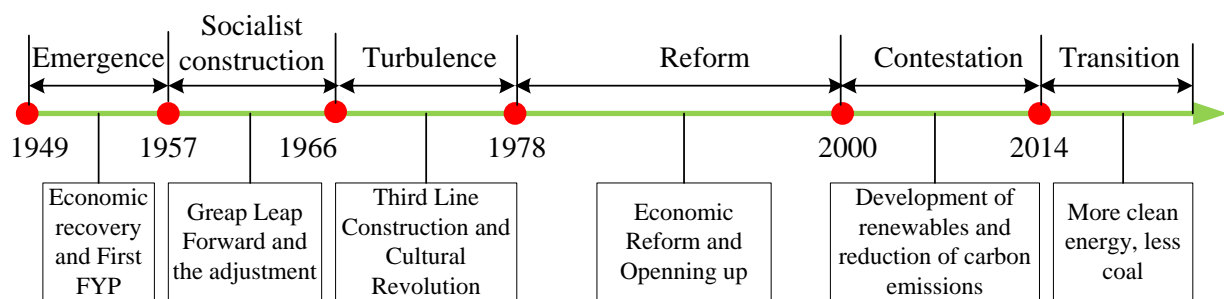 Emergence
Socialist
construction
Turbulence
Reform
Contestation
Transition
1949
1957
1966
1978
2000
2014
Economic
recovery
and First
FYP
Greap Leap
Forward and
the adjustment
Third Line
Construction and
Cultural
Revolution
Economic
Reform and
Openning up
Development of
renewables and
reduction of carbon
emissions
More clean
energy, less
coal